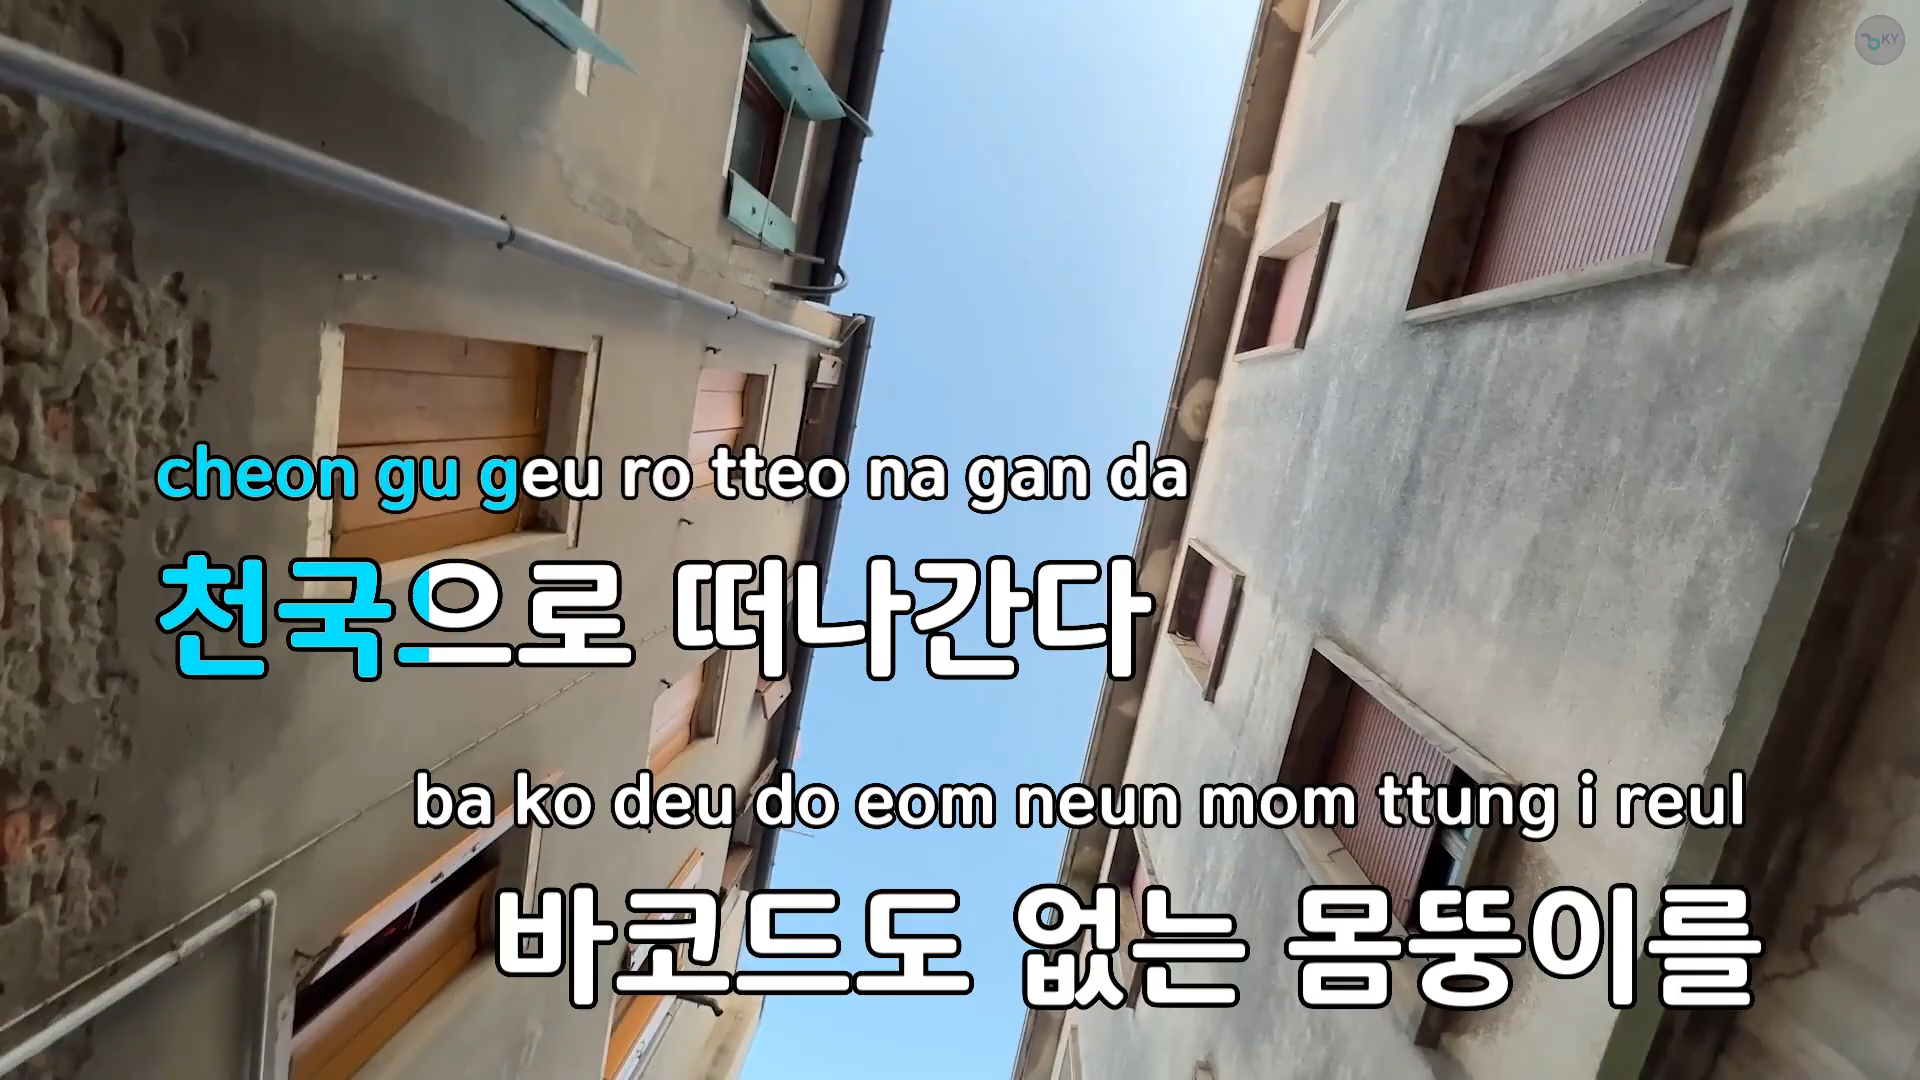 KY
cheon gu geu ro tteo na gan da
천국으로 떠나간다
ba ko deu do eom neun mom ttung i reul
바코드도 없는 몸뚱이를